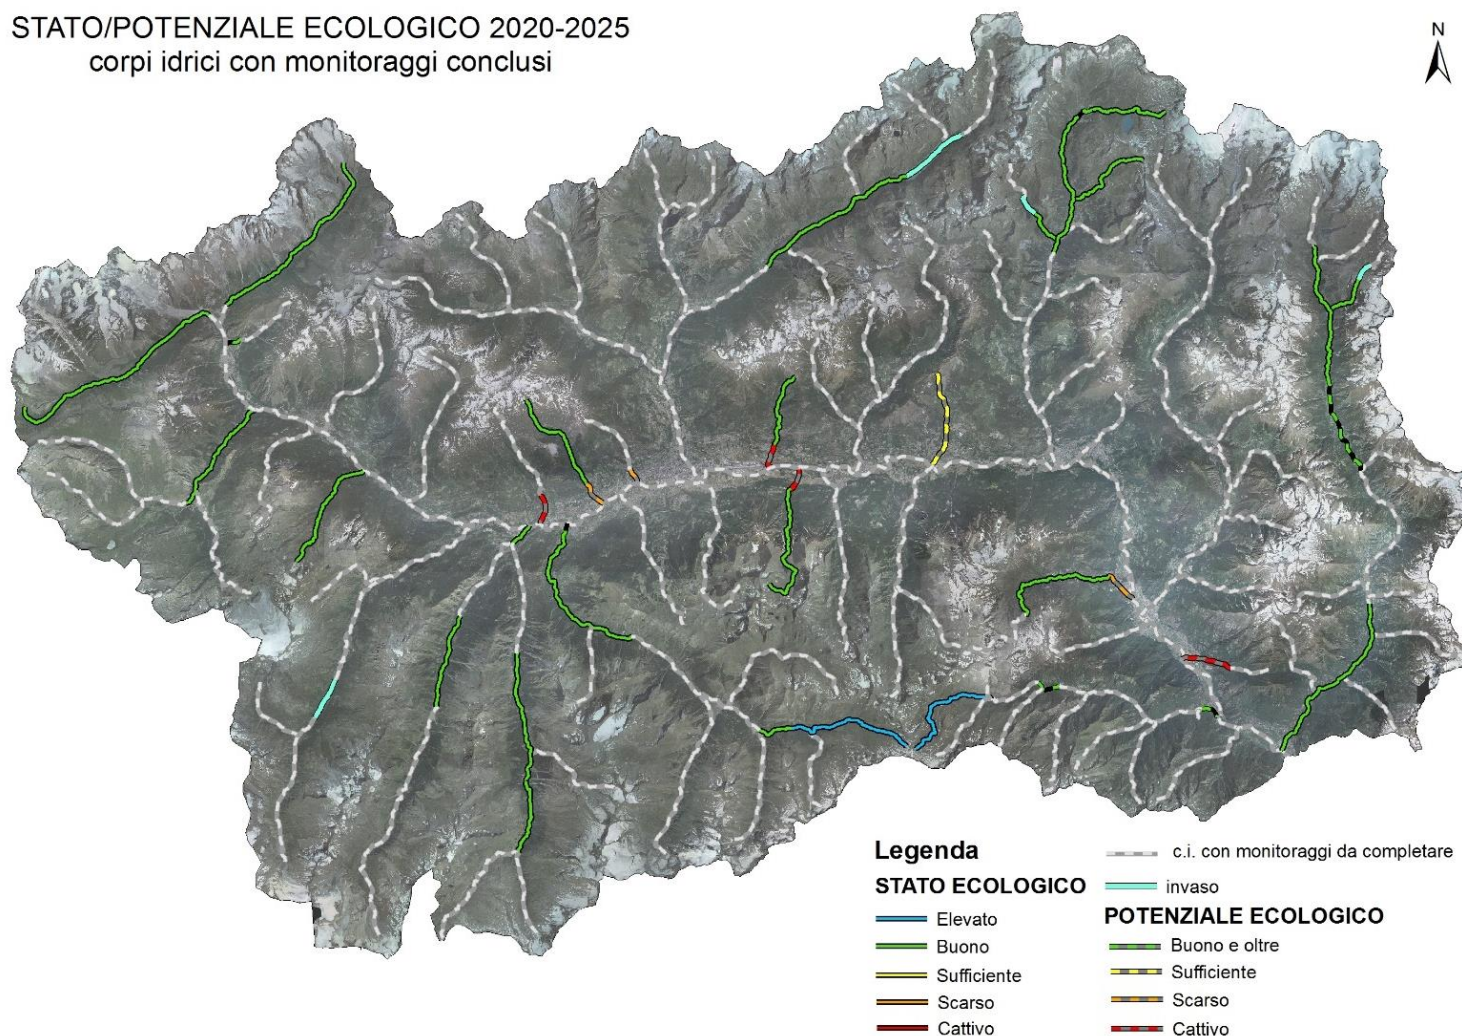 STATO/POTENZIALE ECOLOGICO 2020-2025
corpi idrici con monitoraggi conclusi
N
Legenda
STATO ECOLOGICO
Elevato
Buono
Sufficiente
Scarso
Cattivo
c.i. con monitoraggi da completare
invaso
POTENZIALE ECOLOGICO
Buono e oltre
Sufficiente
Scarso
Cattivo